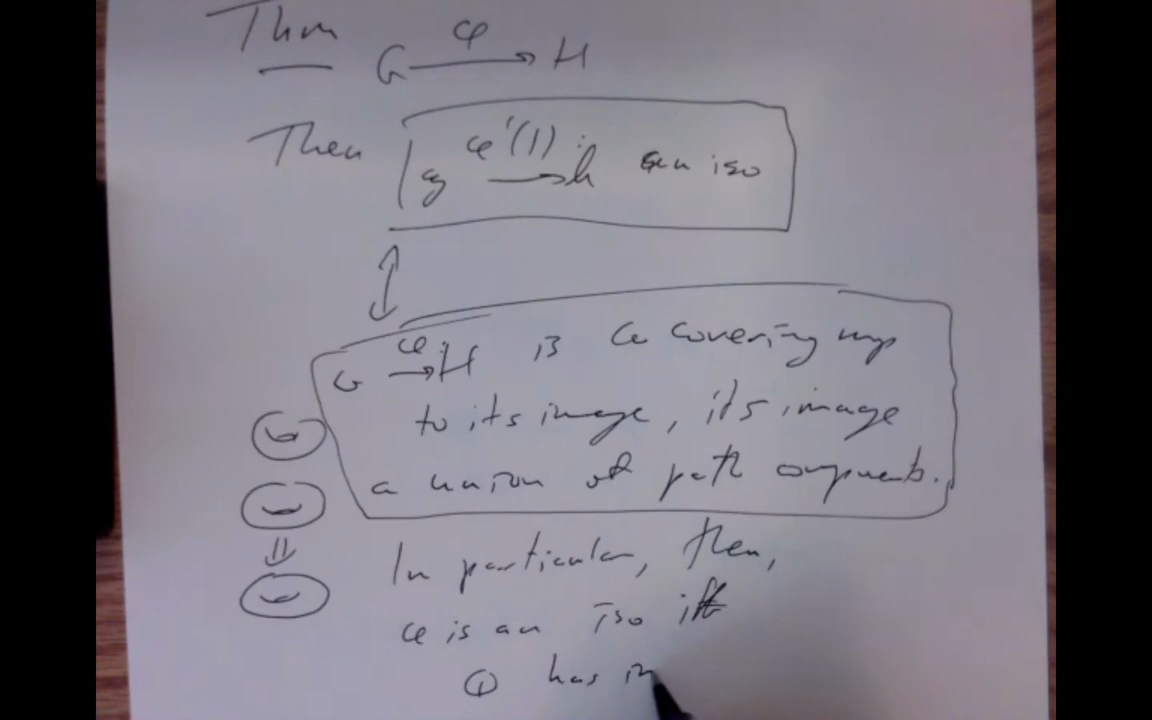 Thm G →φ H
Then φ'(1): g → h an iso
↕
G →φ H is a covering map
to its image, its image
a union of path components.
In particular, then,
φ is an iso iff
① has in